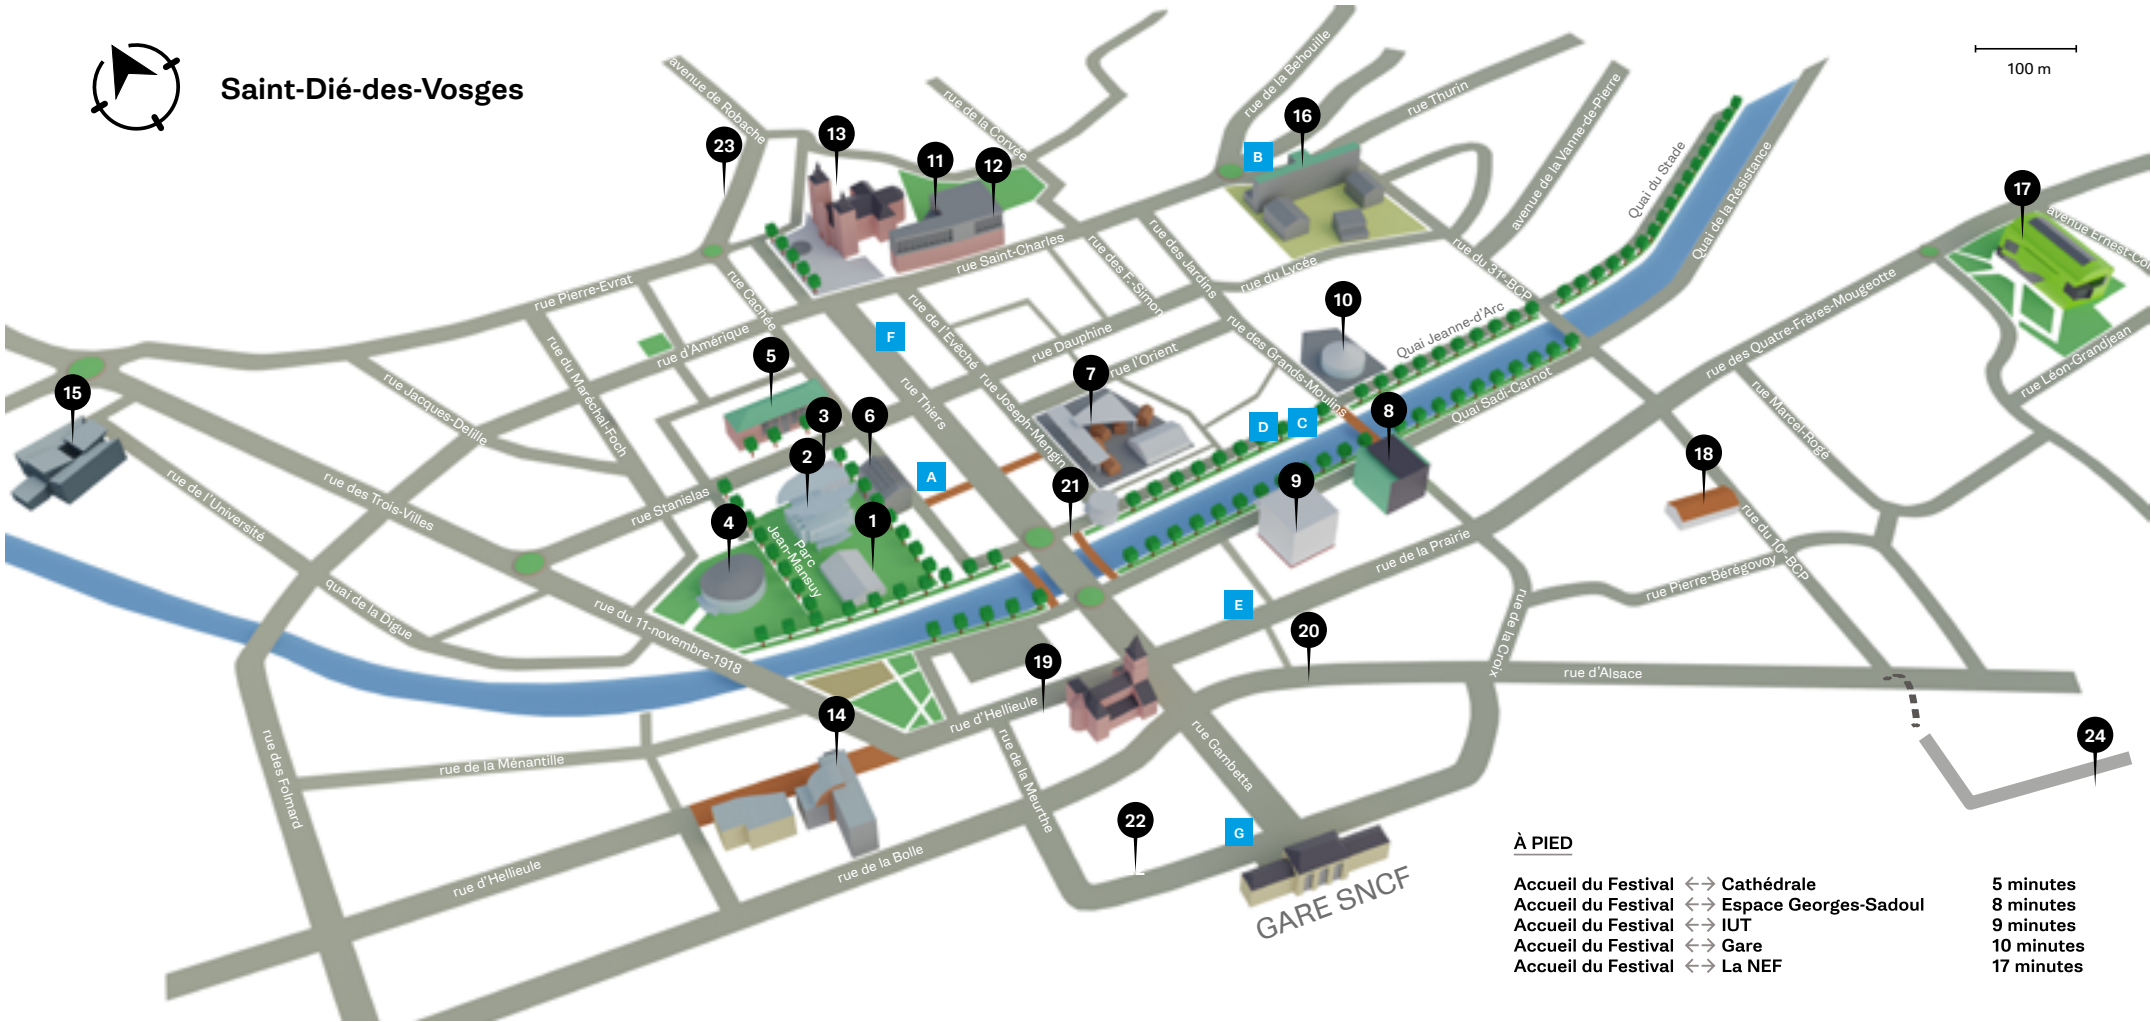 Saint-Dié-des-Vosges
100 m
avenue de Robache
rue de la Corvée
rue de la Behouille
rue Thurin
avenue de la Vanne-de-Pierre
Quai du Stade
Quai de la Résistance
23
13
11
12
16
B
17
rue Pierre-Evrat
rue Cachée
rue Saint-Charles
rue des F.-Simon
rue des Jardins
rue du Lycée
rue du 31e-BCP
rue des Quatre-Frères-Mougeotte
rue Léon-Grandjean
rue d'Amérique
F
rue de l'Evêché
rue Dauphine
rue de l'Orient
rue des Grands-Moulins
10
Quai Jeanne-d'Arc
Quai Sadi-Carnot
rue Marcel-Rogé
15
rue Jacques-Delille
rue du Maréchal-Foch
5
3
6
rue Thiers
rue Joseph-Mengin
7
D
C
8
2
A
21
9
18
rue de l'Université
rue des Trois-Villes
rue Stanislas
4
Parc
Jean-Mansuy
1
quai de la Digue
rue du 11-novembre-1918
E
rue de la Prairie
rue de la Croix
rue Pierre-Bérégovoy
rue du 10e-BCP
19
20
rue d'Alsace
24
14
rue d'Hellieule
rue de la Meurthe
rue Gambetta
rue de la Ménantille
rue des Folmard
rue d'Hellieule
rue de la Bolle
22
G
GARE SNCF
À PIED
Accueil du Festival ←→ Cathédrale 5 minutes
Accueil du Festival ←→ Espace Georges-Sadoul 8 minutes
Accueil du Festival ←→ IUT 9 minutes
Accueil du Festival ←→ Gare 10 minutes
Accueil du Festival ←→ La NEF 17 minutes